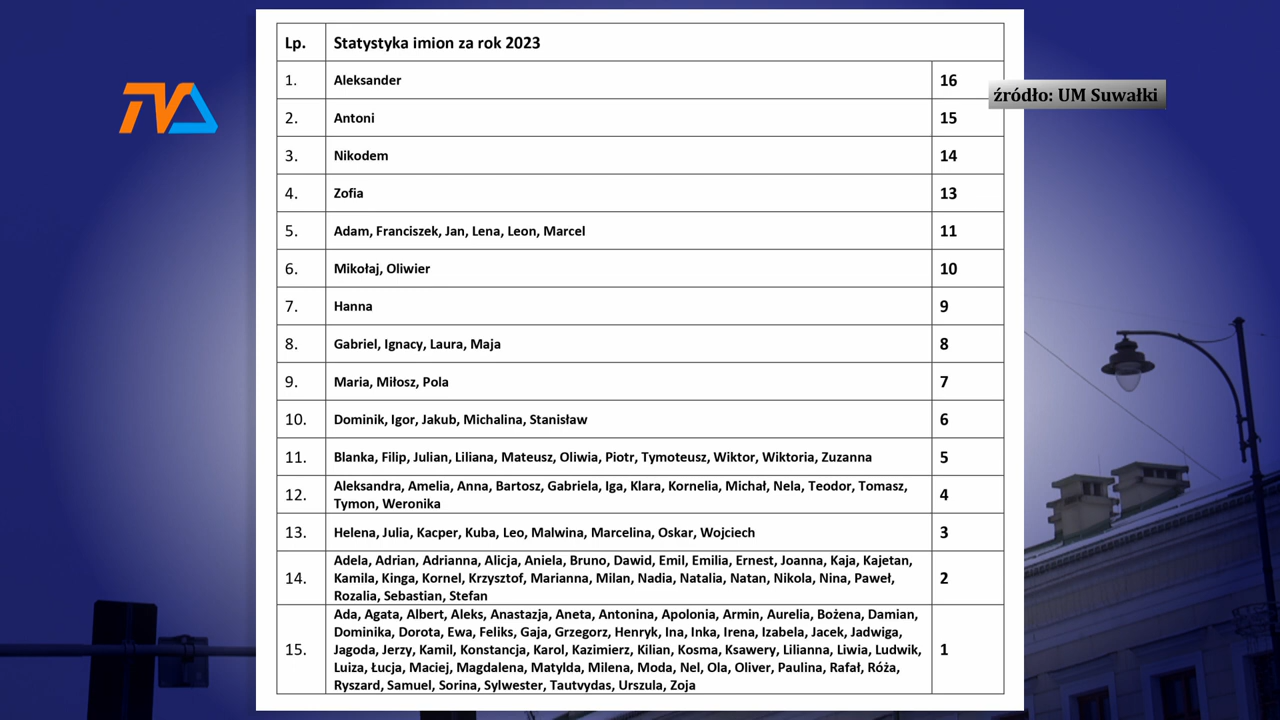 Lp. Statystyka imion za rok 2023
1. Aleksander 16
źródło: UM Suwałki
TVA
2. Antoni 15
3. Nikodem 14
4. Zofia 13
5. Adam, Franciszek, Jan, Lena, Leon, Marcel 11
6. Mikołaj, Oliwier 10
7. Hanna 9
8. Gabriel, Ignacy, Laura, Maja 8
9. Maria, Miłosz, Pola 7
10. Dominik, Igor, Jakub, Michalina, Stanisław 6
11. Blanka, Filip, Julian, Liliana, Mateusz, Oliwia, Piotr, Tymoteusz, Wiktor, Wiktoria, Zuzanna 5
12. Aleksandra, Amelia, Anna, Bartosz, Gabriela, Iga, Klara, Kornelia, Michał, Nela, Teodor, Tomasz,
Tymon, Weronika 4
13. Helena, Julia, Kacper, Kuba, Leo, Malwina, Marcelina, Oskar, Wojciech 3
Adela, Adrian, Adrianna, Alicja, Aniela, Bruno, Dawid, Emil, Emilia, Ernest, Joanna, Kaja, Kajetan,
14. Kamila, Kinga, Kornel, Krzysztof, Marianna, Milan, Nadia, Natalia, Natan, Nikola, Nina, Paweł, 2
Rozalia, Sebastian, Stefan
Ada, Agata, Albert, Aleks, Anastazja, Aneta, Antonina, Apolonia, Armin, Aurelia, Bożena, Damian,
Dominika, Dorota, Ewa, Feliks, Gaja, Grzegorz, Henryk, Ina, Inka, Irena, Izabela, Jacek, Jadwiga,
15. Jagoda, Jerzy, Kamil, Konstancja, Karol, Kazimierz, Kilian, Kosma, Ksawery, Lilianna, Liwia, Ludwik, 1
Luiza, Łucja, Maciej, Magdalena, Matylda, Milena, Moda, Nel, Ola, Oliver, Paulina, Rafał, Róża,
Ryszard, Samuel, Sorina, Sylwester, Tautvydas, Urszula, Zoja